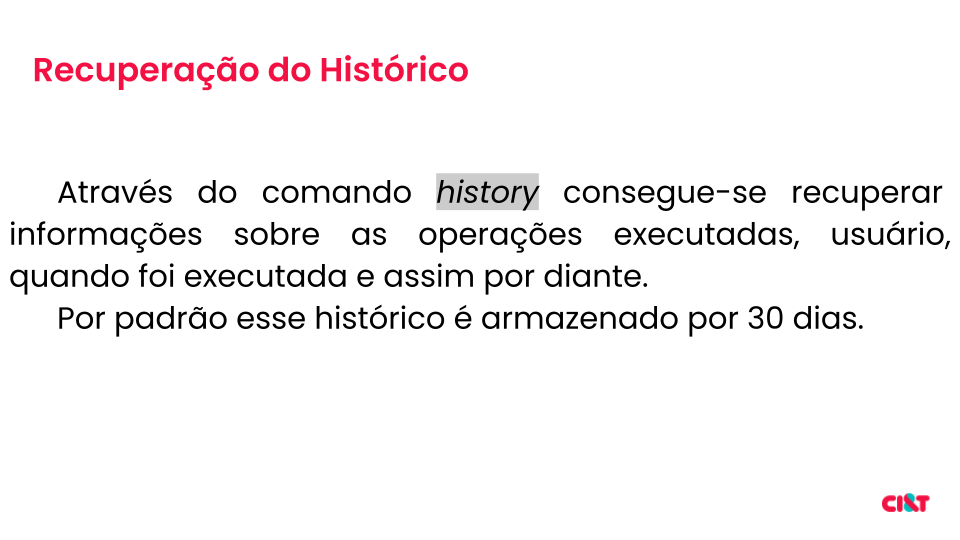 Recuperação do Histórico
Através do comando history consegue-se recuperar
informações sobre as operações executadas, usuário,
quando foi executada e assim por diante.
Por padrão esse histórico é armazenado por 30 dias.
CI&T